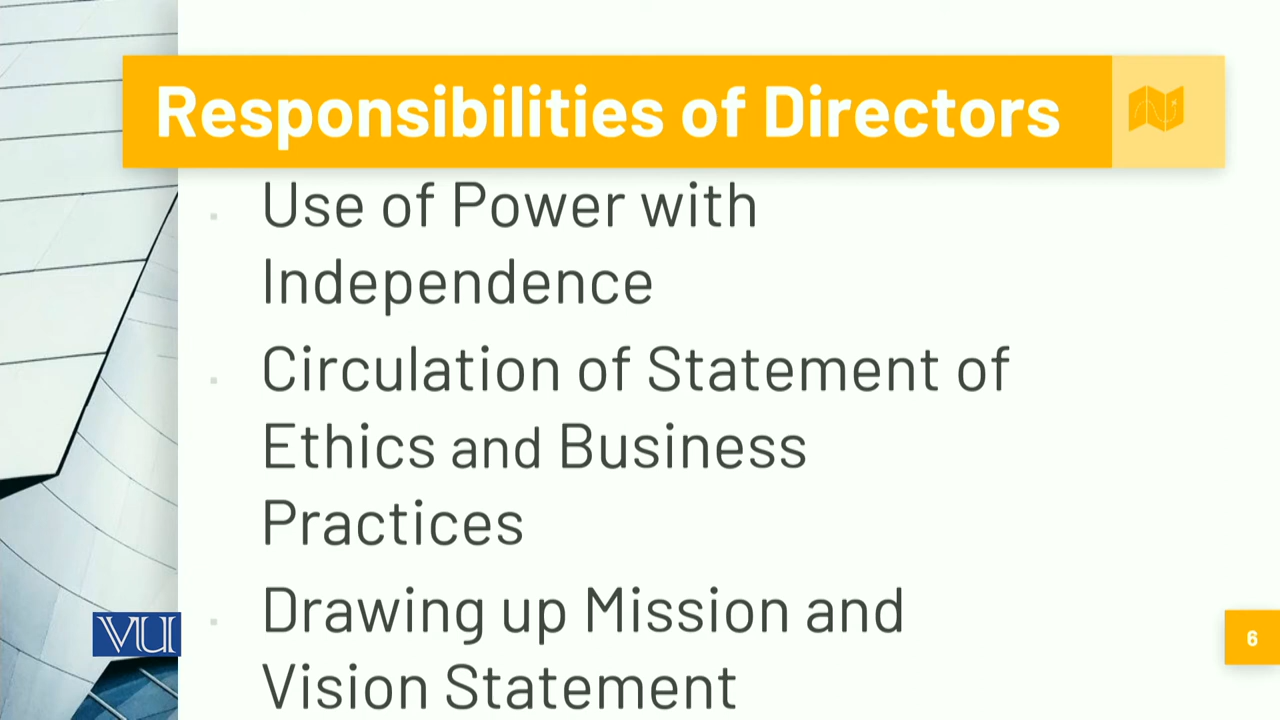 Responsibilities of Directors
Use of Power with
Independence
Circulation of Statement of
Ethics and Business
Practices
Drawing up Mission and
Vision Statement
VU
6